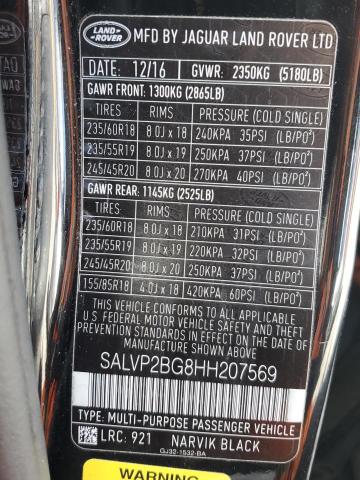 LAND ROVER
MFD BY JAGUAR LAND ROVER LTD
DATE: 12/16 GVWR: 2350KG (5180LB)
GAWR FRONT: 1300KG (2865LB)
TIRES RIMS PRESSURE (COLD SINGLE)
235/60R18 8.0J x 18 240KPA 35PSI (LB/PO²)
235/55R19 8.0J x 19 250KPA 37PSI (LB/PO²)
245/45R20 8.0J x 20 270KPA 40PSI (LB/PO²)
GAWR REAR: 1145KG (2525LB)
TIRES RIMS PRESSURE (COLD SINGLE)
235/60R18 8.0J x 18 210KPA 31PSI (LB/PO²)
235/55R19 8.0J x 19 220KPA 32PSI (LB/PO²)
245/45R20 8.0J x 20 250KPA 37PSI (LB/PO²)
155/85R18 4.0J x 18 420KPA 60PSI (LB/PO²)
THIS VEHICLE CONFORMS TO ALL APPLICABLE
U.S FEDERAL MOTOR VEHICLE SAFETY AND
THEFT PREVENTION STANDARDS
IN EFFECT ON THE DATE OF
MANUFACTURE SHOWN ABOVE
SALVP2BG8HH207569
TYPE: MULTI-PURPOSE PASSENGER VEHICLE
LRC: 921 NARVIK BLACK
GJ32-1532-BA
WARNING